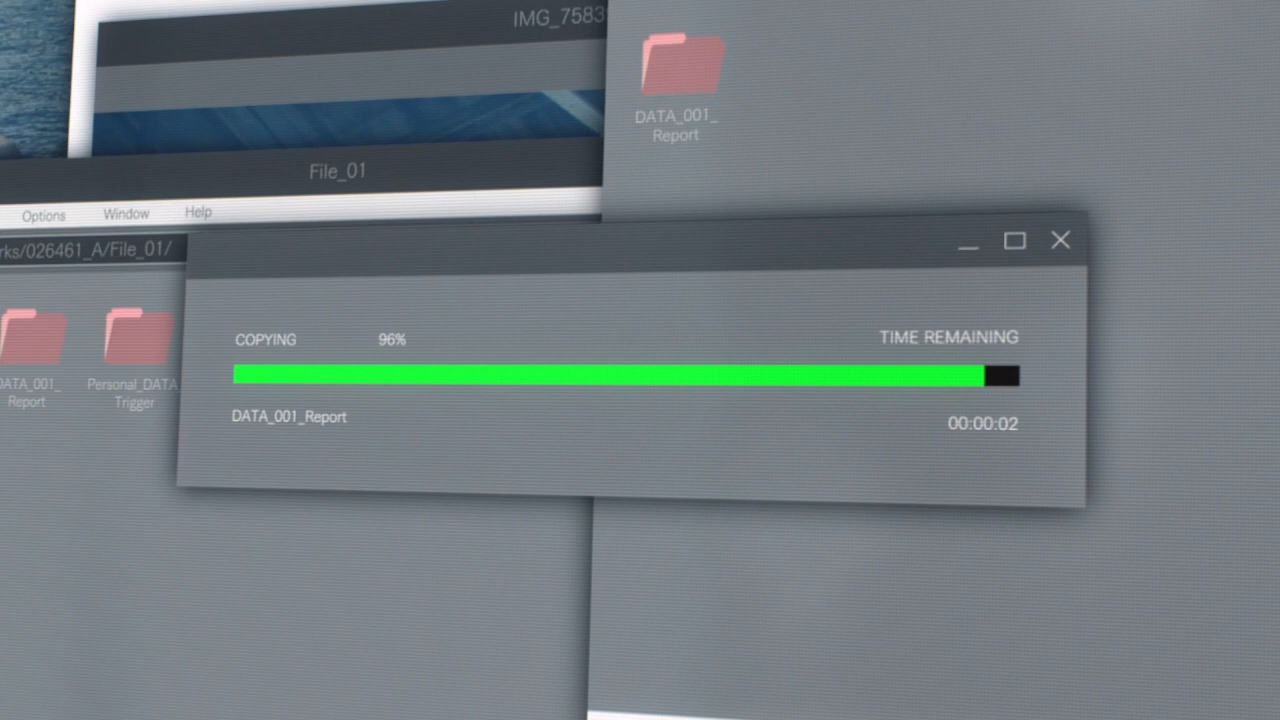 IMG_7583
DATA_001_
Report
File_01
Options Window Help
rks/026461_A/File_01/
COPYING 96% TIME REMAINING
DATA_001_Report 00:00:02
DATA_001_
Report
Personal_DATA_
Trigger